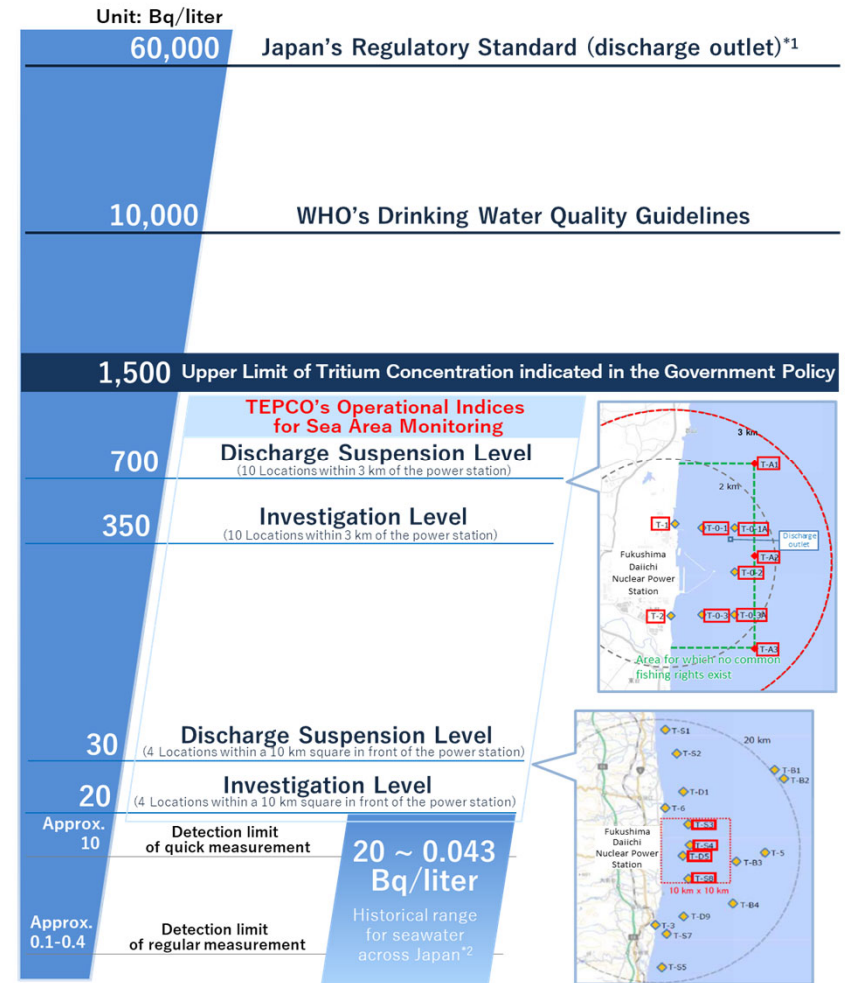 Unit: Bq/liter
60,000 Japan's Regulatory Standard (discharge outlet)*1
10,000 WHO's Drinking Water Quality Guidelines
1,500 Upper Limit of Tritium Concentration indicated in the Government Policy
TEPCO's Operational Indices
for Sea Area Monitoring
700 Discharge Suspension Level
(10 Locations within 3 km of the power station)
350 Investigation Level
(10 Locations within 3 km of the power station)
3 km
T-A1
2 km
T-1
T-0-1
T-0-1A
Discharge
outlet
Fukushima
Daiichi
Nuclear Power
Station
T-A2
T-0-2
T-2
T-0-3
T-0-3A
T-A3
Area for which no common
fishing rights exist
30 Discharge Suspension Level
(4 Locations within a 10 km square in front of the power station)
20 Investigation Level
(4 Locations within a 10 km square in front of the power station)
Approx.
10
Detection limit
of quick measurement
20 ~ 0.043
Bq/liter
Historical range
for seawater
across Japan*2
Approx.
0.1-0.4
Detection limit
of regular measurement
T-S1
20 km
T-S2
T-B1
T-B2
T-D1
T-6
T-S3
Fukushima
Daiichi
Nuclear Power
Station
T-S4
T-D5
T-5
T-B3
T-S8
10 km x 10 km
T-B4
T-D9
T-3
T-S7
T-S5